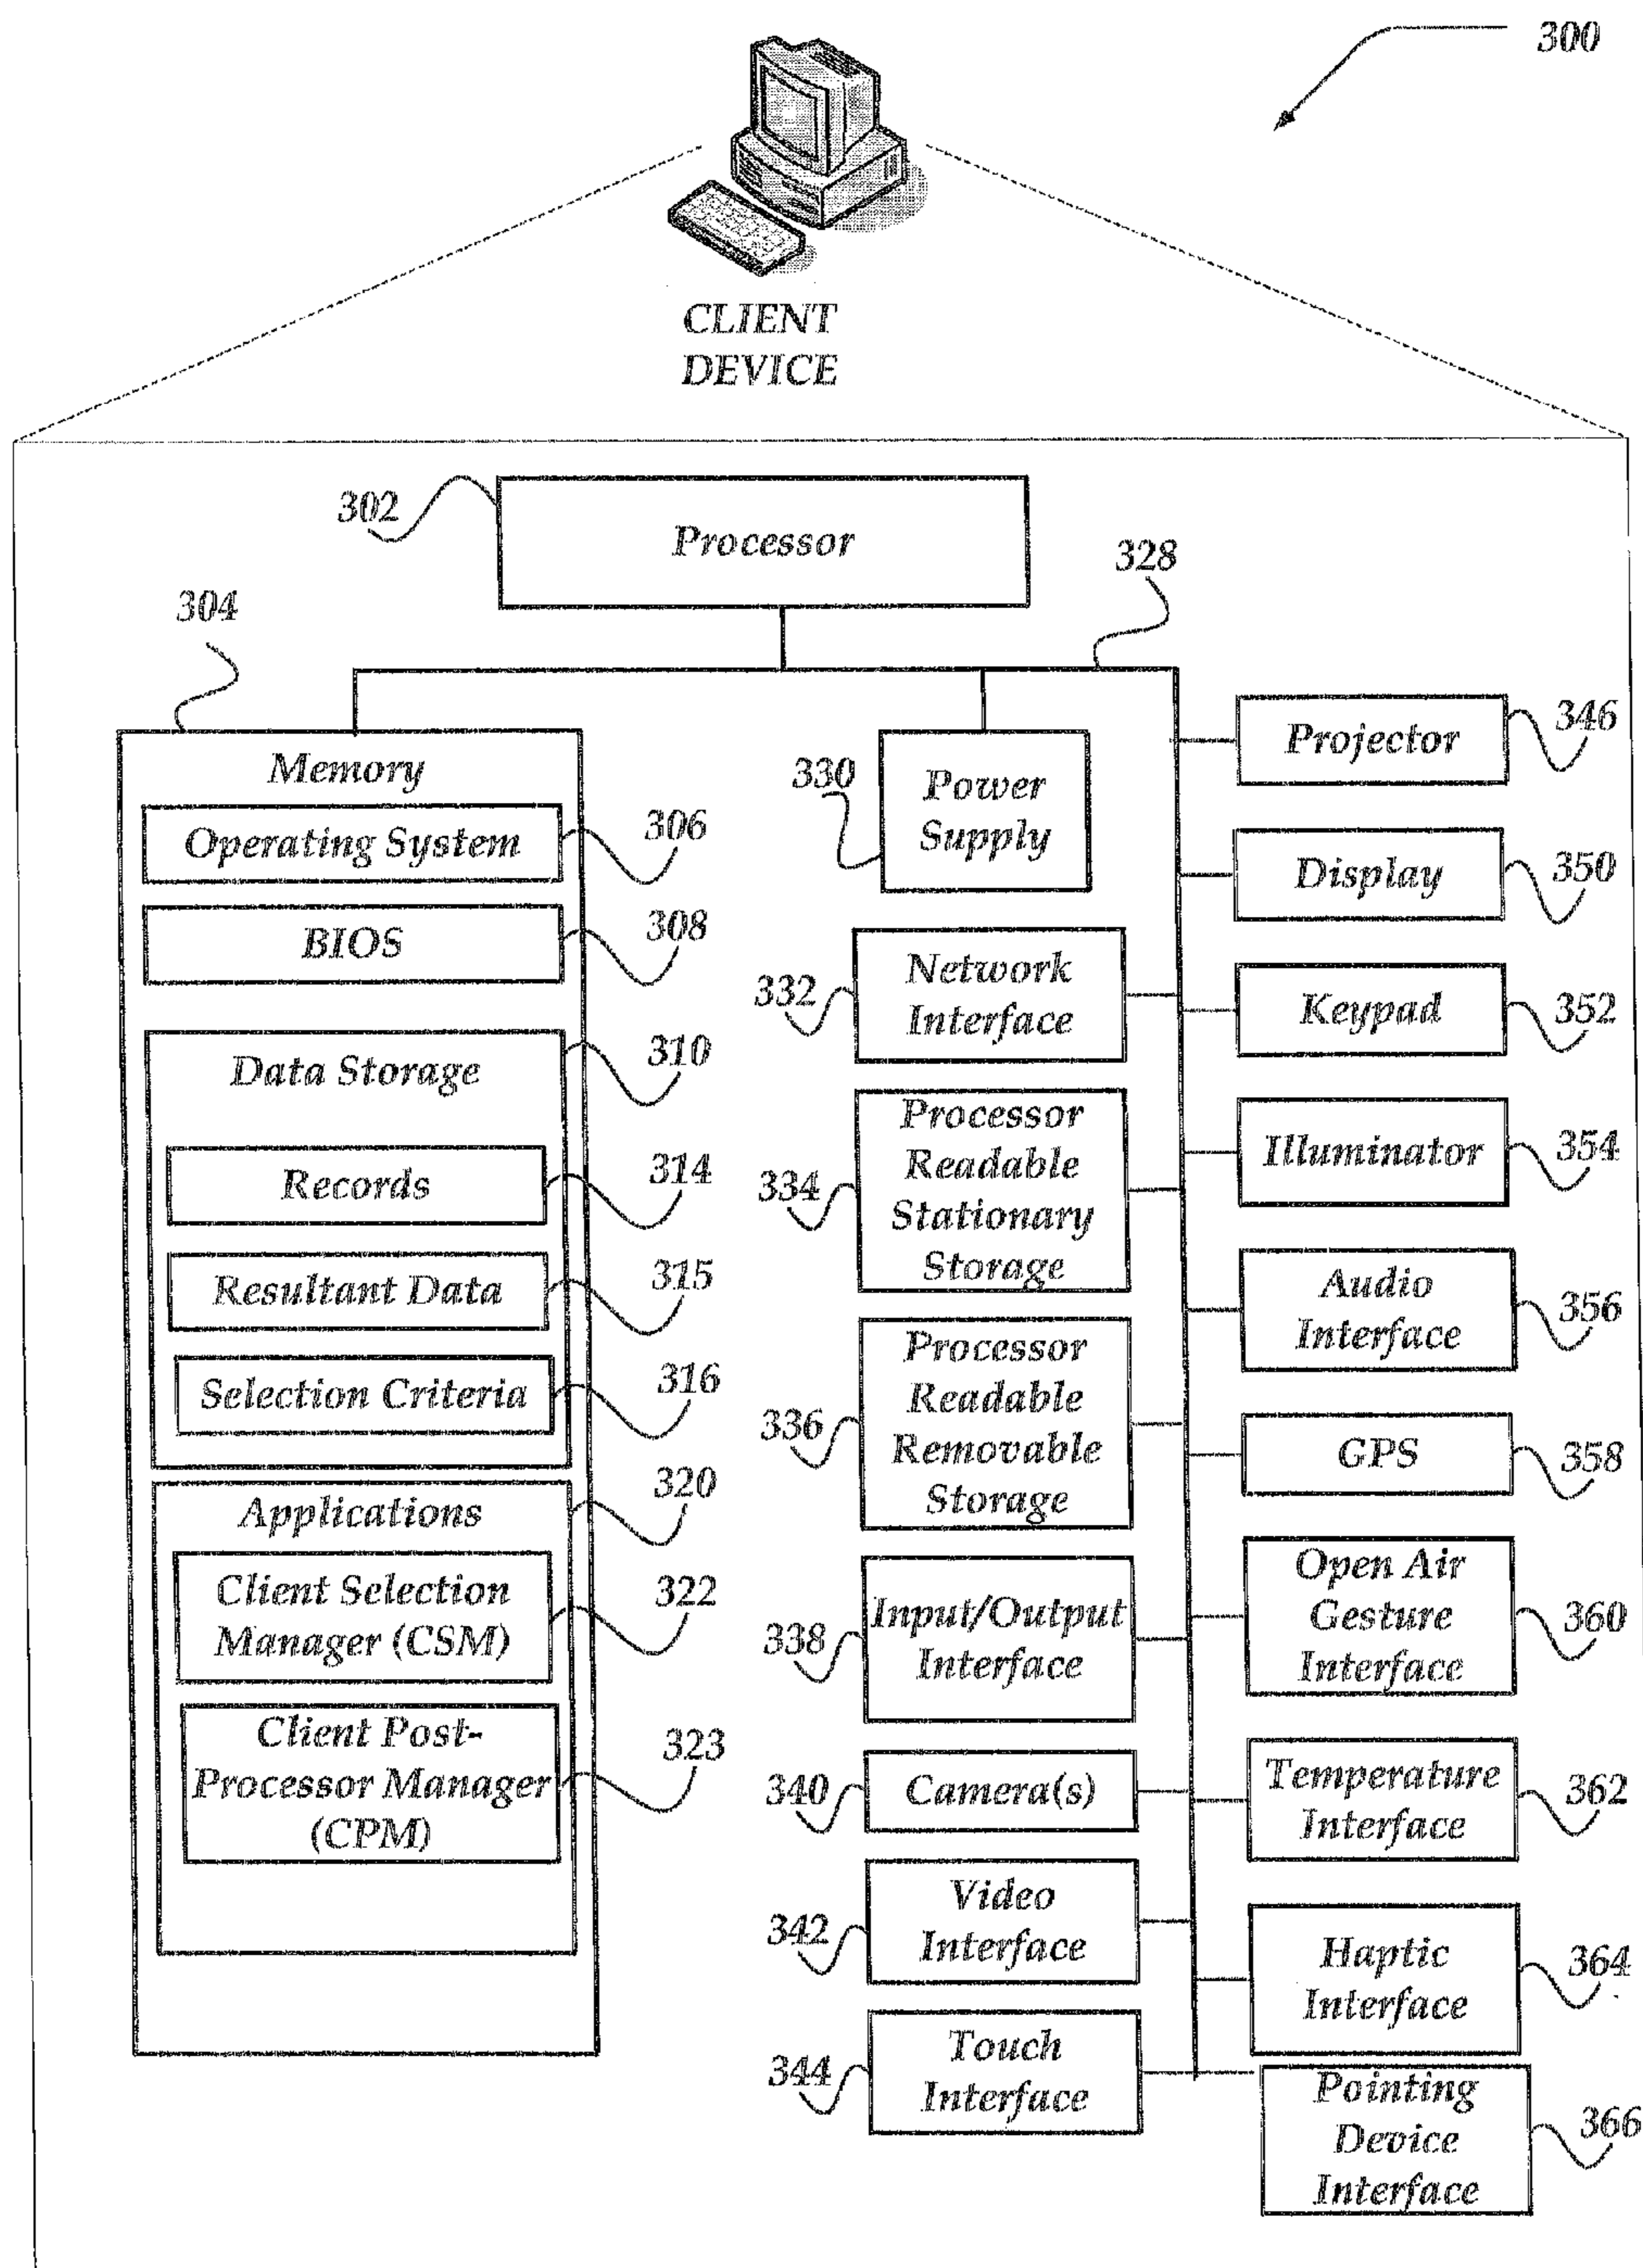 300
CLIENT
DEVICE
302
Processor
328
304
Memory
Operating System
306
BIOS
308
Data Storage
310
Records
314
Resultant Data
315
Selection Criteria
316
Applications
320
Client Selection
Manager (CSM)
322
Client Post-
Processor Manager
(CPM)
323
330
Power
Supply
332
Network
Interface
334
Processor
Readable
Stationary
Storage
336
Processor
Readable
Removable
Storage
338
Input/Output
Interface
340
Camera(s)
342
Video
Interface
344
Touch
Interface
Projector
346
Display
350
Keypad
352
Illuminator
354
Audio
Interface
356
GPS
358
Open Air
Gesture
Interface
360
Temperature
Interface
362
Haptic
Interface
364
Pointing
Device
Interface
366